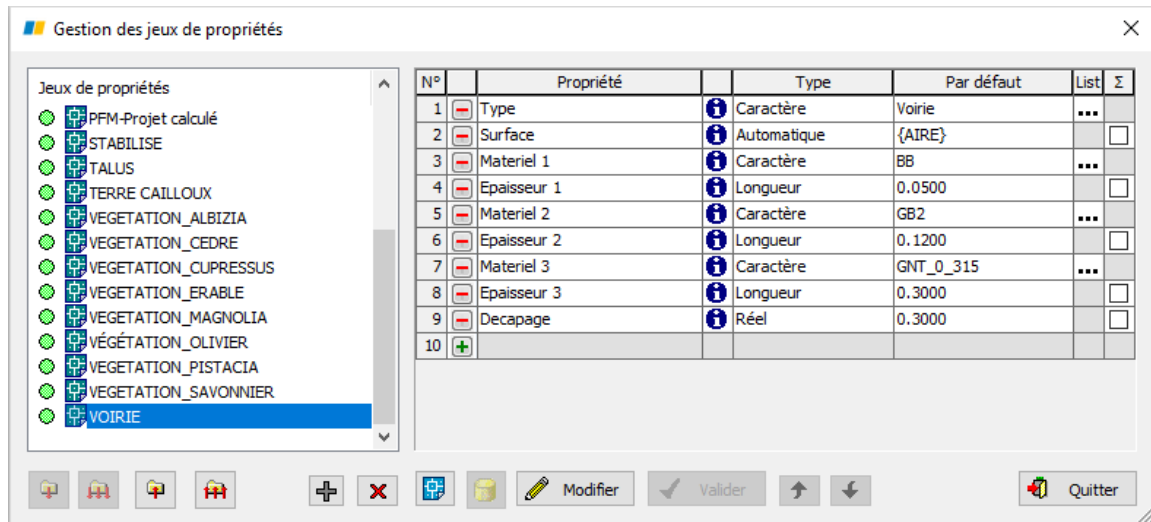 Gestion des jeux de propriétés
Jeux de propriétés
PFM-Projet calculé
STABILISE
TALUS
TERRE CAILLOUX
VEGETATION_ALBIZIA
VEGETATION_CEDRE
VEGETATION_CUPRESSUS
VEGETATION_ERABLE
VEGETATION_MAGNOLIA
VÉGÉTATION_OLIVIER
VEGETATION_PISTACIA
VEGETATION_SAVONNIER
VOIRIE
N° Propriété Type Par défaut List Σ
1 Type Caractère Voirie ...
2 Surface Automatique {AIRE}
3 Materiel 1 Caractère BB ...
4 Epaisseur 1 Longueur 0.0500
5 Materiel 2 Caractère GB2 ...
6 Epaisseur 2 Longueur 0.1200
7 Materiel 3 Caractère GNT_0_315 ...
8 Epaisseur 3 Longueur 0.3000
9 Decapage Réel 0.3000
10
Modifier Valider Quitter